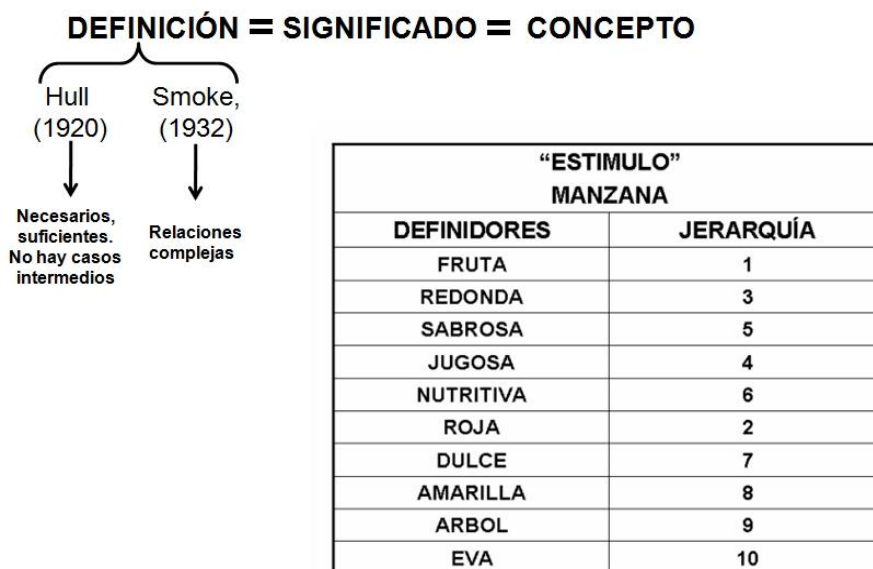 DEFINICIÓN = SIGNIFICADO = CONCEPTO
Hull
(1920)
Smoke,
(1932)
Necesarios,
suficientes.
No hay casos
intermedios
Relaciones
complejas
“ESTIMULO”
MANZANA
DEFINIDORES JERARQUÍA
FRUTA 1
REDONDA 3
SABROSA 5
JUGOSA 4
NUTRITIVA 6
ROJA 2
DULCE 7
AMARILLA 8
ARBOL 9
EVA 10